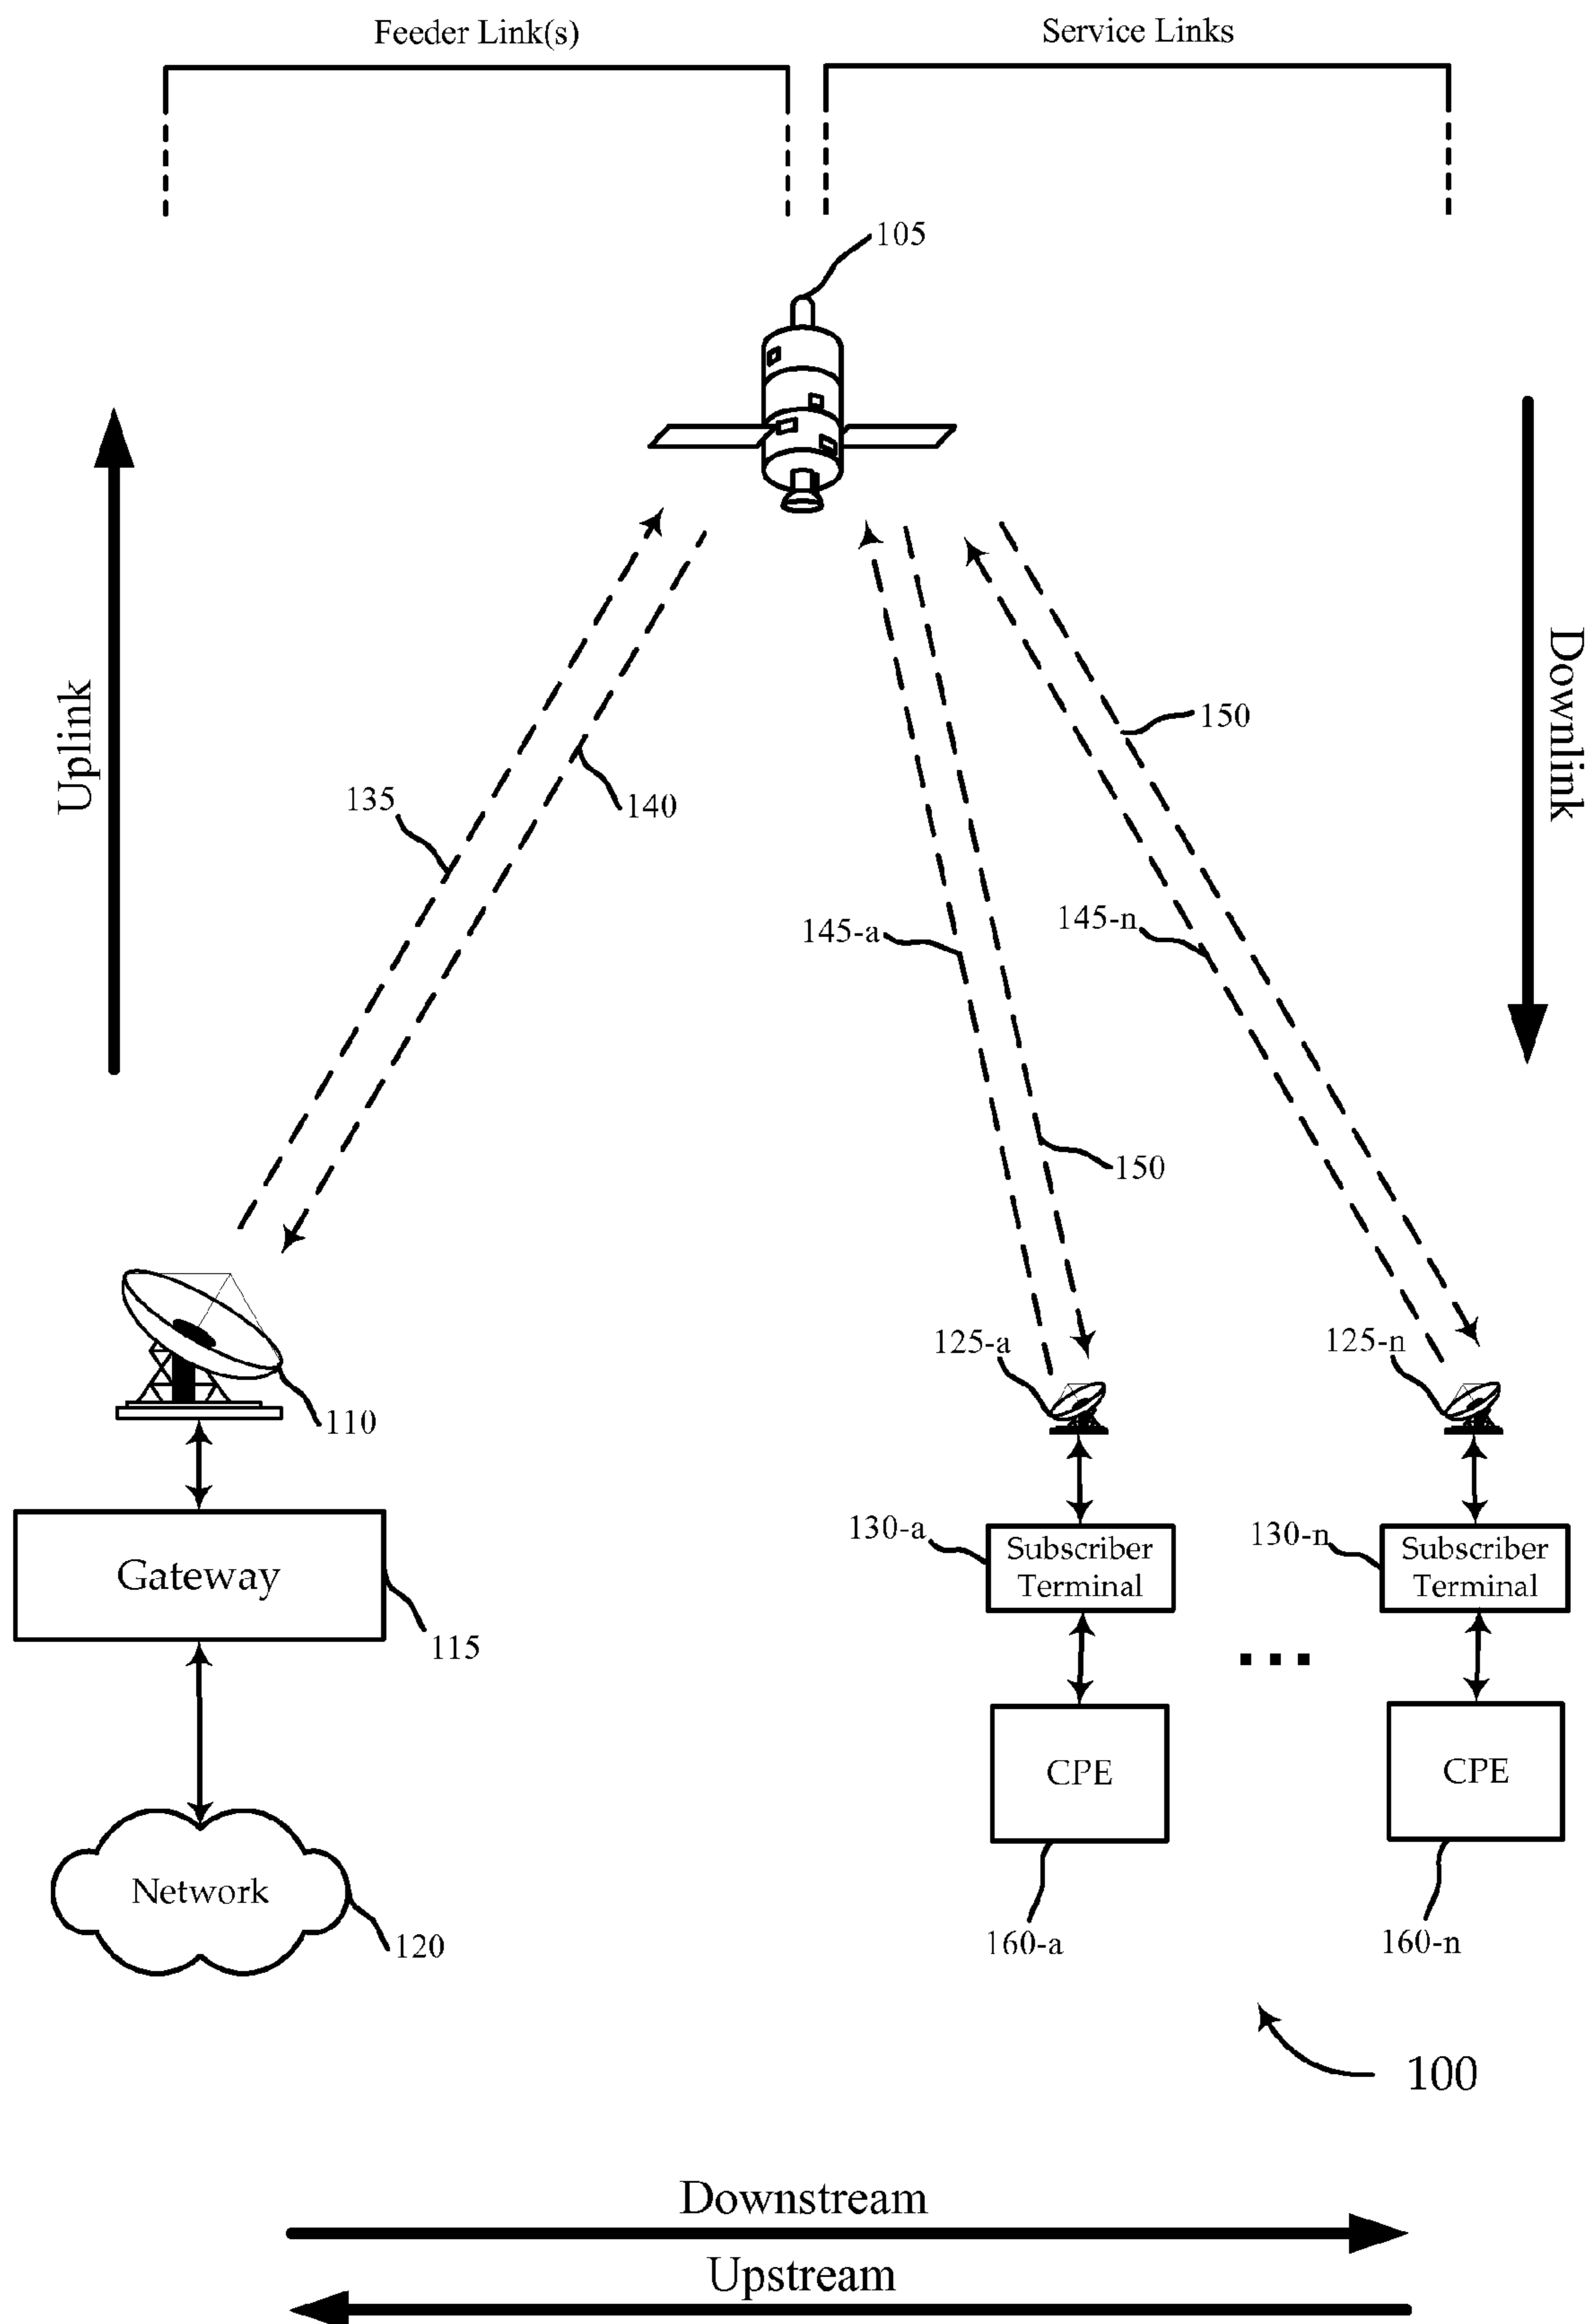 Feeder Link(s)
Service Links
105
Uplink
Downlink
150
135
140
145-a
145-n
150
125-a
125-n
110
130-a
Subscriber
Terminal
130-n
Subscriber
Terminal
Gateway
115
CPE
CPE
Network
120
160-a
160-n
100
Downstream
Upstream